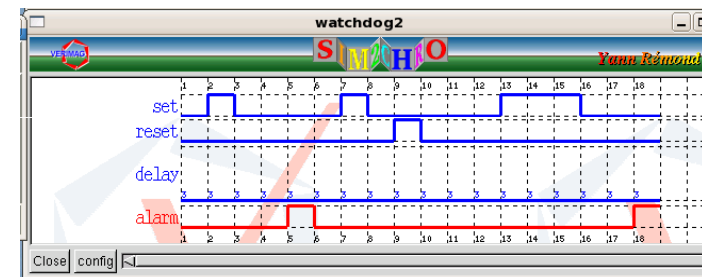 watchdog2
VERIMAG
SIM2CHRO
Yann Rémond
1 2 3 4 5 6 7 8 9 10 11 12 13 14 15 16 17 18
set
reset
delay
3 3 3 3 3 3 3 3 3 3 3 3 3 3 3 3 3 3
alarm
1 2 3 4 5 6 7 8 9 10 11 12 13 14 15 16 17 18
Close config